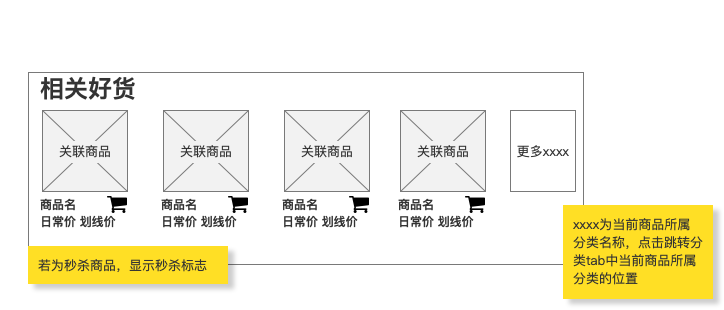 相关好货
关联商品 关联商品 关联商品 关联商品 更多xxxx
商品名 商品名 商品名 商品名
日常价 划线价 日常价 划线价 日常价 划线价 日常价 划线价
xxxx为当前商品所属
分类名称，点击跳转分
类tab中当前商品所属
分类的位置
若为秒杀商品，显示秒杀标志